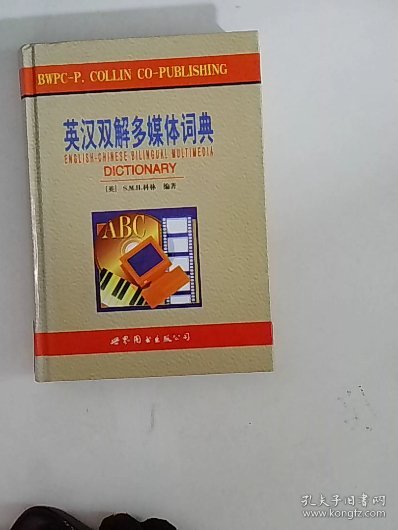 BWPC-P. COLLIN CO-PUBLISHING
英汉双解多媒体词典
ENGLISH-CHINESE BILINGUAL MULTIMEDIA
DICTIONARY
[英] S.M.H.科林 编著
ABC
世界图书出版公司
孔夫子旧书网
www.kongfz.com